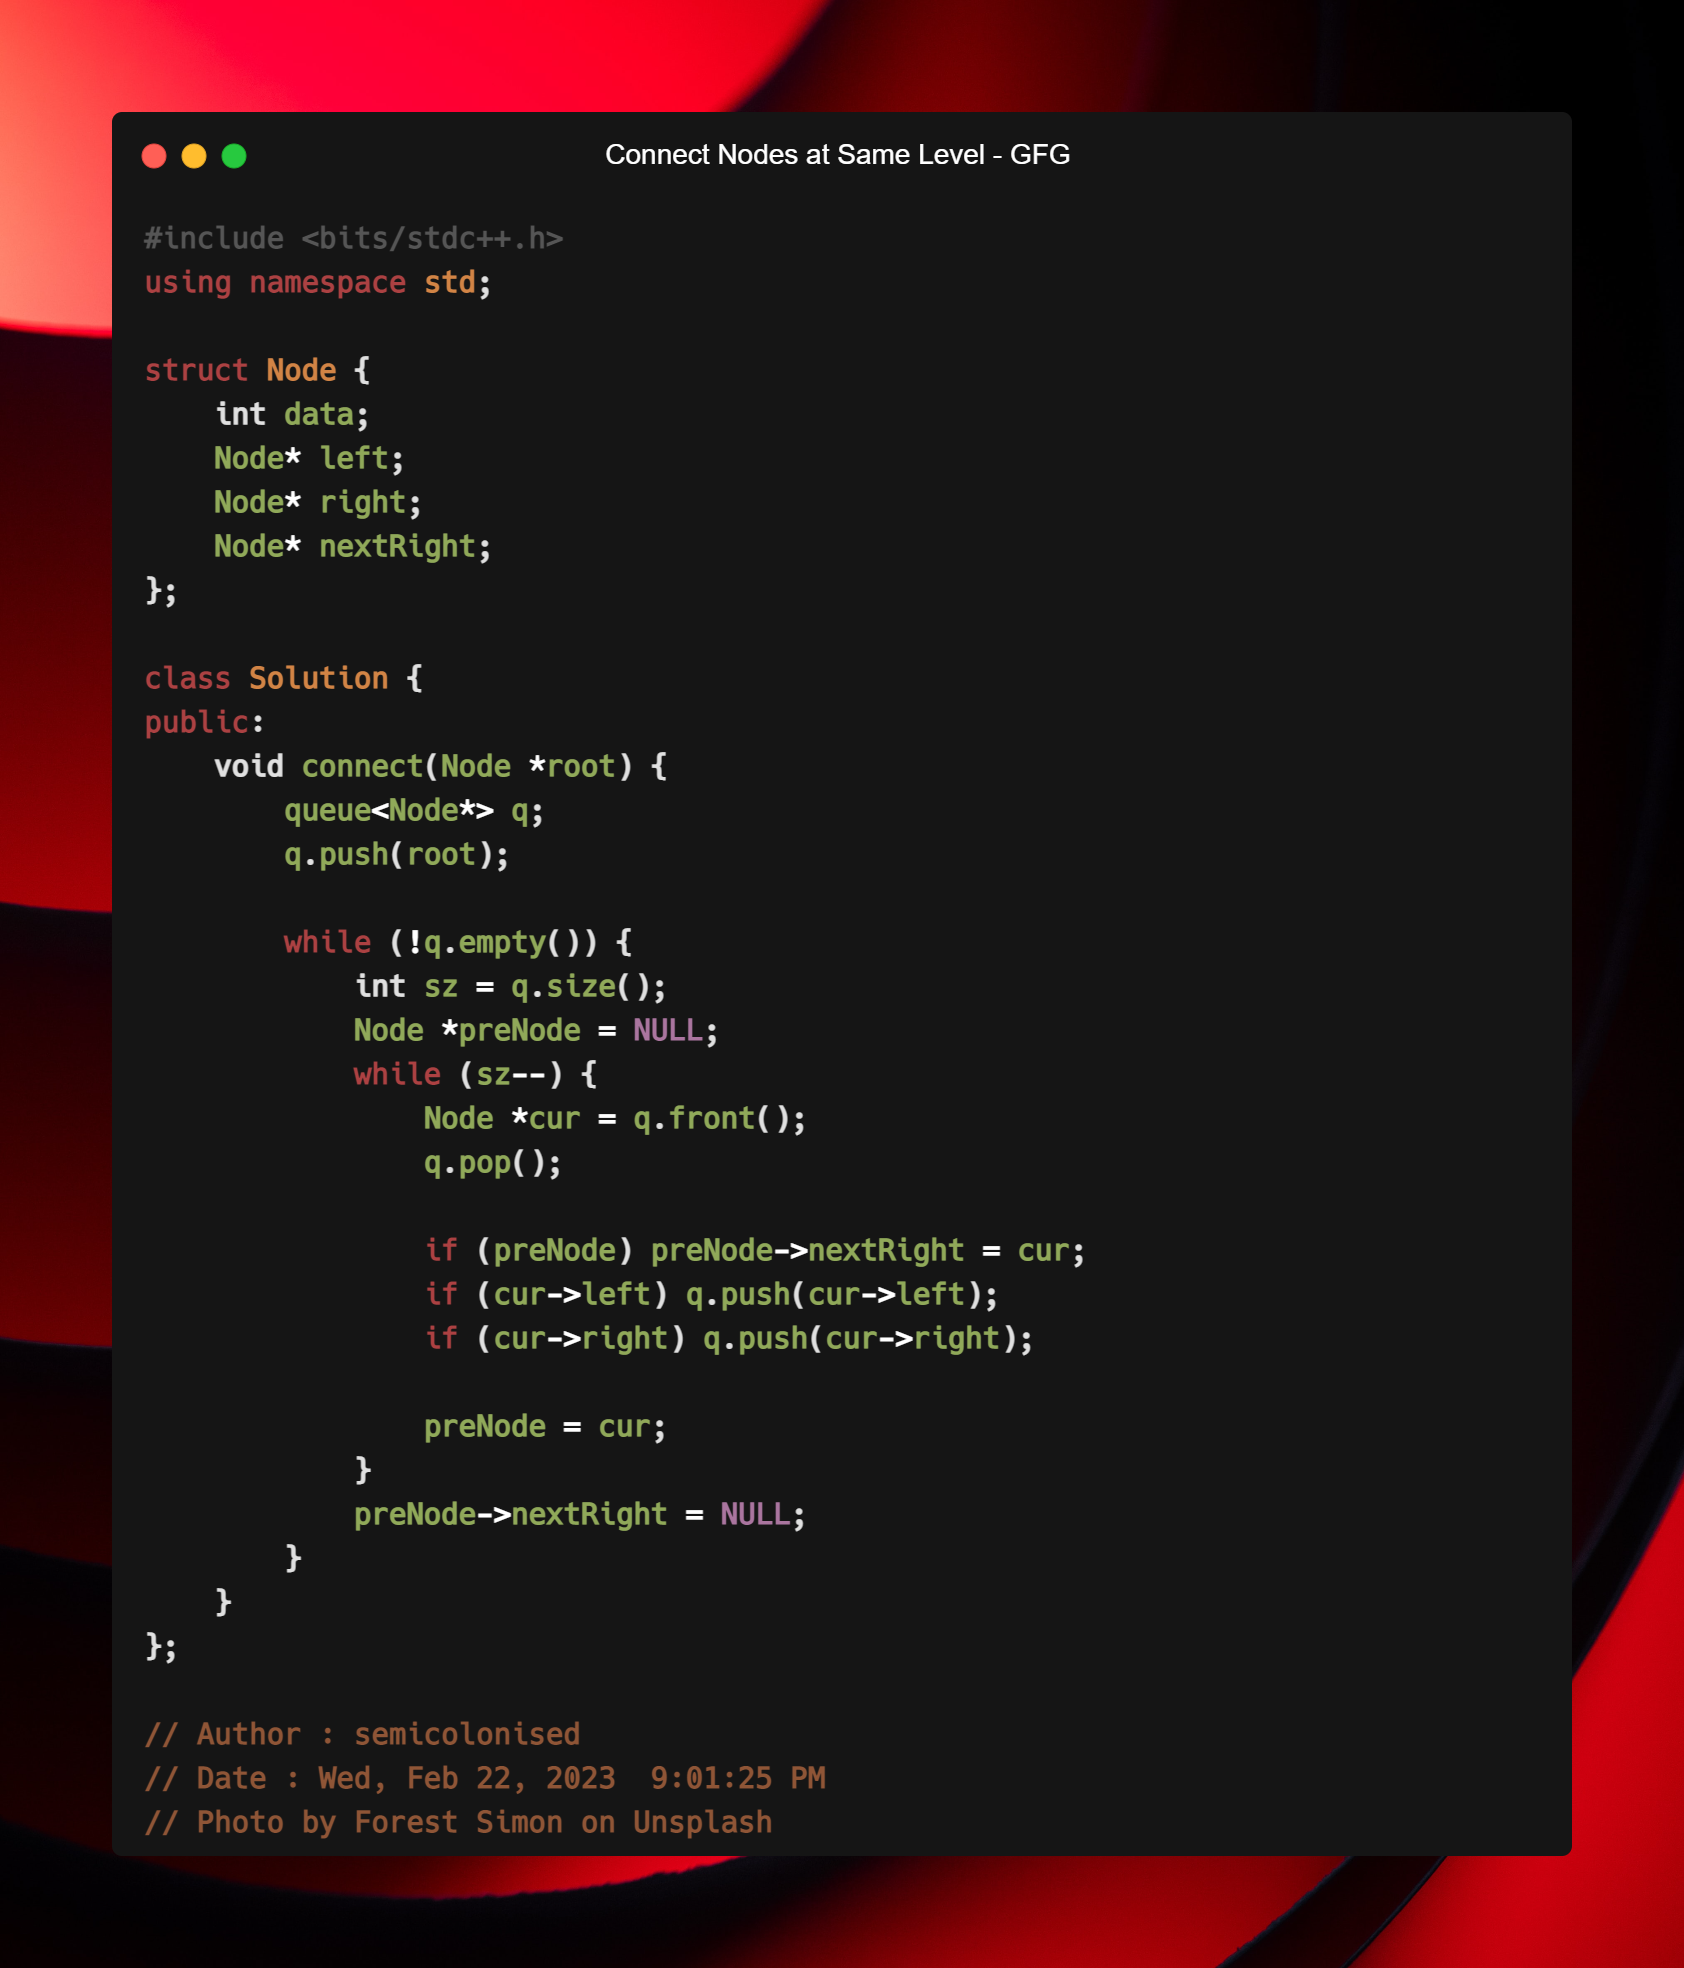 Connect Nodes at Same Level - GFG
#include <bits/stdc++.h>
using namespace std;
struct Node {
    int data;
    Node* left;
    Node* right;
    Node* nextRight;
};
class Solution {
public:
    void connect(Node *root) {
        queue<Node*> q;
        q.push(root);
        while (!q.empty()) {
            int sz = q.size();
            Node *preNode = NULL;
            while (sz--) {
                Node *cur = q.front();
                q.pop();
                if (preNode) preNode->nextRight = cur;
                if (cur->left) q.push(cur->left);
                if (cur->right) q.push(cur->right);
                preNode = cur;
            }
            preNode->nextRight = NULL;
        }
    }
};
// Author : semicolonised
// Date : Wed, Feb 22, 2023  9:01:25 PM
// Photo by Forest Simon on Unsplash